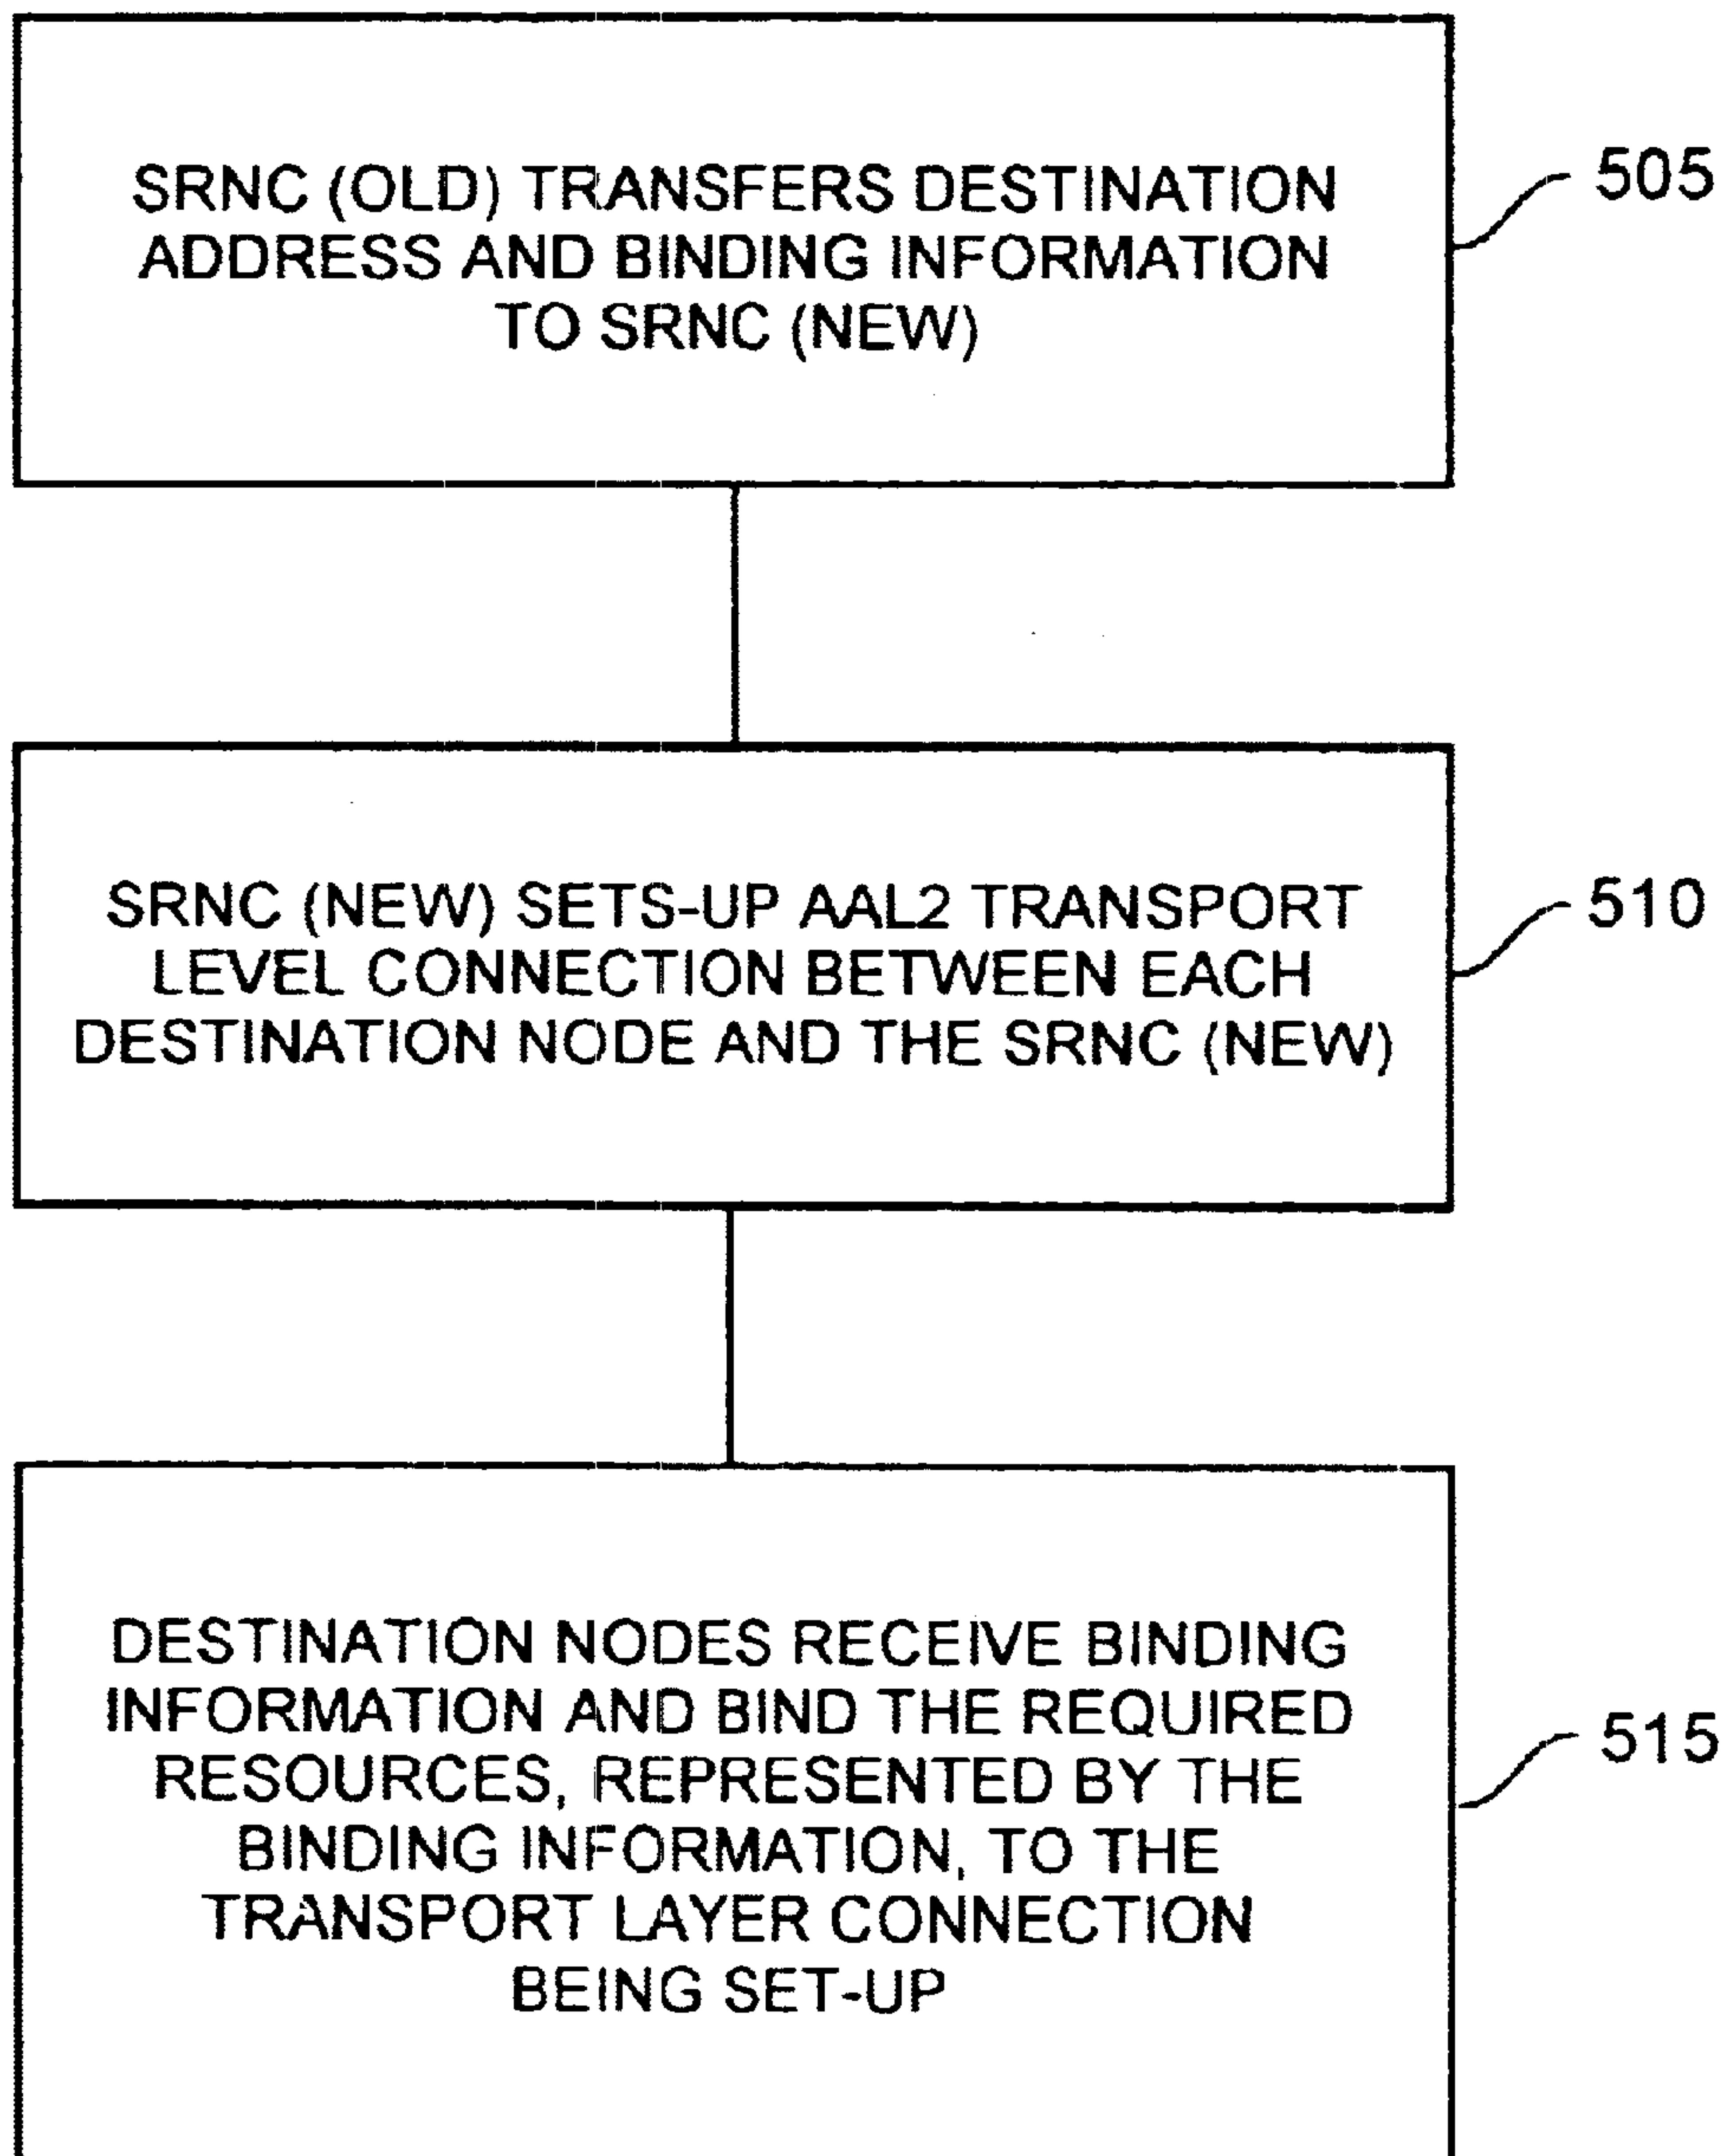 SRNC (OLD) TRANSFERS DESTINATION
ADDRESS AND BINDING INFORMATION
TO SRNC (NEW)
505
SRNC (NEW) SETS-UP AAL2 TRANSPORT
LEVEL CONNECTION BETWEEN EACH
DESTINATION NODE AND THE SRNC (NEW)
510
DESTINATION NODES RECEIVE BINDING
INFORMATION AND BIND THE REQUIRED
RESOURCES, REPRESENTED BY THE
BINDING INFORMATION, TO THE
TRANSPORT LAYER CONNECTION
BEING SET-UP
515